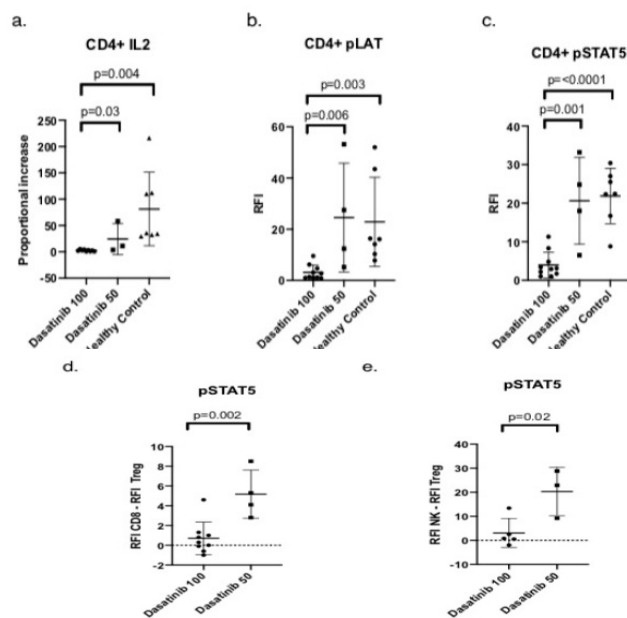 a.
CD4+ IL2
p=0.004
p=0.03
Proportional increase
250
200
150
100
50
0
-50
Dasatinib 100
Dasatinib 50
ealthy Control
b.
CD4+ pLAT
p=0.003
p=0.006
RFI
60
40
20
0
Dasatinib 100
Dasatinib 50
Healthy Control
c.
CD4+ pSTAT5
p=<0.0001
p=0.001
RFI
40
30
20
10
0
Dasatinib 100
Dasatinib 50
Healthy Control
d.
pSTAT5
p=0.002
RFI CD8 - RFI Treg
10
8
6
4
2
0
-2
Dasatinib 100
Dasatinib 50
e.
pSTAT5
p=0.02
RFI NK - RFI Treg
40
30
20
10
0
-10
Dasatinib 100
Dasatinib 50